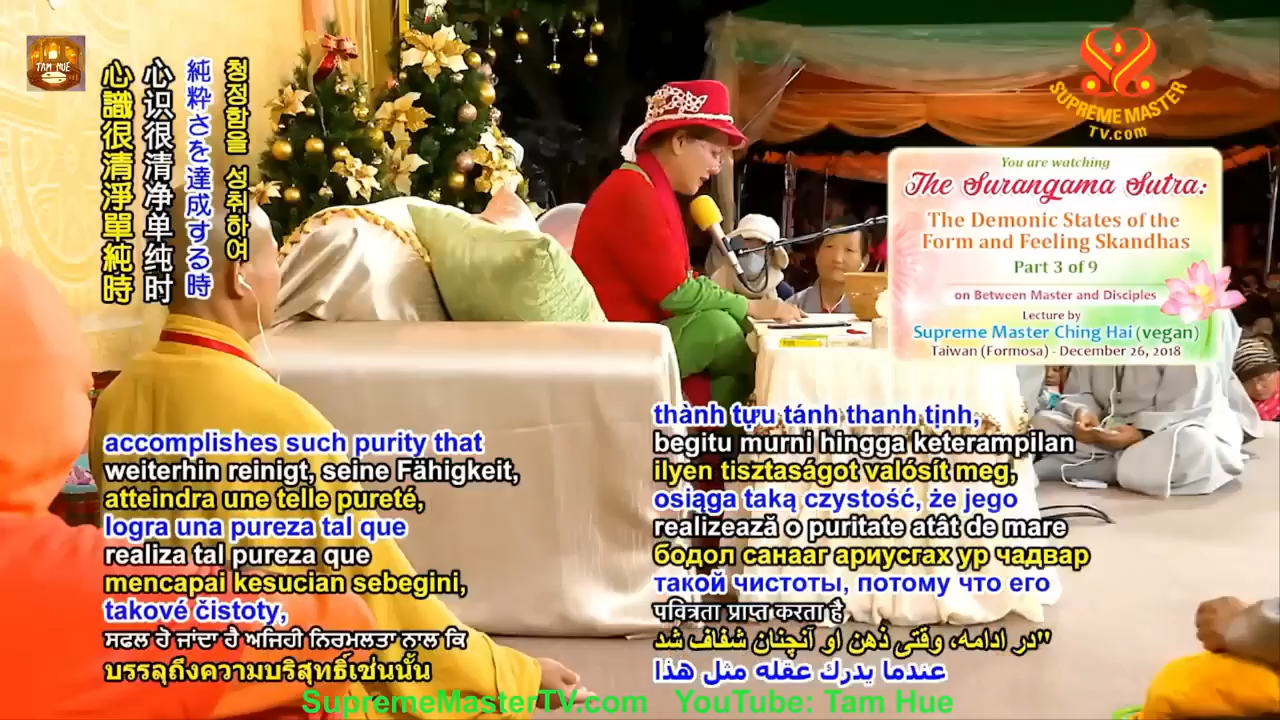 TAM HUE
心識很清淨單純時
心识很清净单纯时
純粋さを達成する時
청정함을 성취하여
SUPREME MASTER
TV.com
You are watching
The Surangama Sutra:
The Demonic States of the
Form and Feeling Skandhas
Part 3 of 9
on Between Master and Disciples
Lecture by
Supreme Master Ching Hai (vegan)
Taiwan (Formosa) - December 26, 2018
accomplishes such purity that
weiterhin reinigt, seine Fähigkeit,
atteindra une telle pureté,
logra una pureza tal que
realiza tal pureza que
mencapai kesucian sebegini,
takové čistoty,
ਸਫਲ ਹੋ ਜਾਂਦਾ ਹੈ ਅਜਿਹੀ ਨਿਰਮਲਤਾ ਨਾਲ ਕਿ
บรรลุถึงความบริสุทธิ์เช่นนั้น
thành tựu tánh thanh tịnh,
begitu murni hingga keterampilan
ilyen tisztaságot valósít meg,
osiąga taką czystość, że jego
realizează o puritate atât de mare
бодол санааг ариусгах ур чадвар
такой чистоты, потому что его
पवित्रता प्राप्त करता है
"در ادامه، وقتی ذهن او آنچنان شفاف شد
عندما يدرك عقله مثل هذا
SupremeMasterTV.com YouTube: Tam Hue